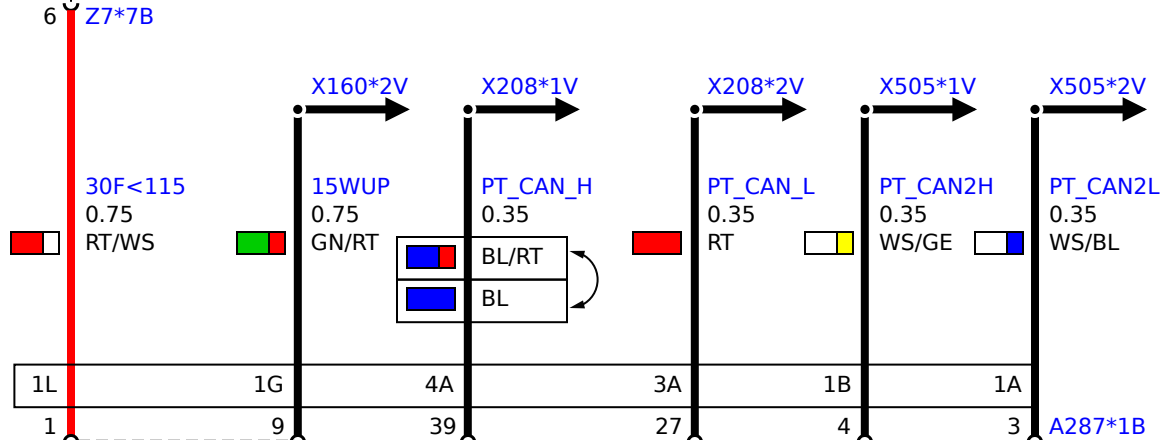 6 Z7*7B
X160*2V X208*1V X208*2V X505*1V X505*2V
30F<115 15WUP PT_CAN_H PT_CAN_L PT_CAN2H PT_CAN2L
0.75 0.75 0.35 0.35 0.35 0.35
RT/WS GN/RT RT WS/GE WS/BL
BL/RT
BL
1L 1G 4A 3A 1B 1A
1 9 39 27 4 3 A287*1B